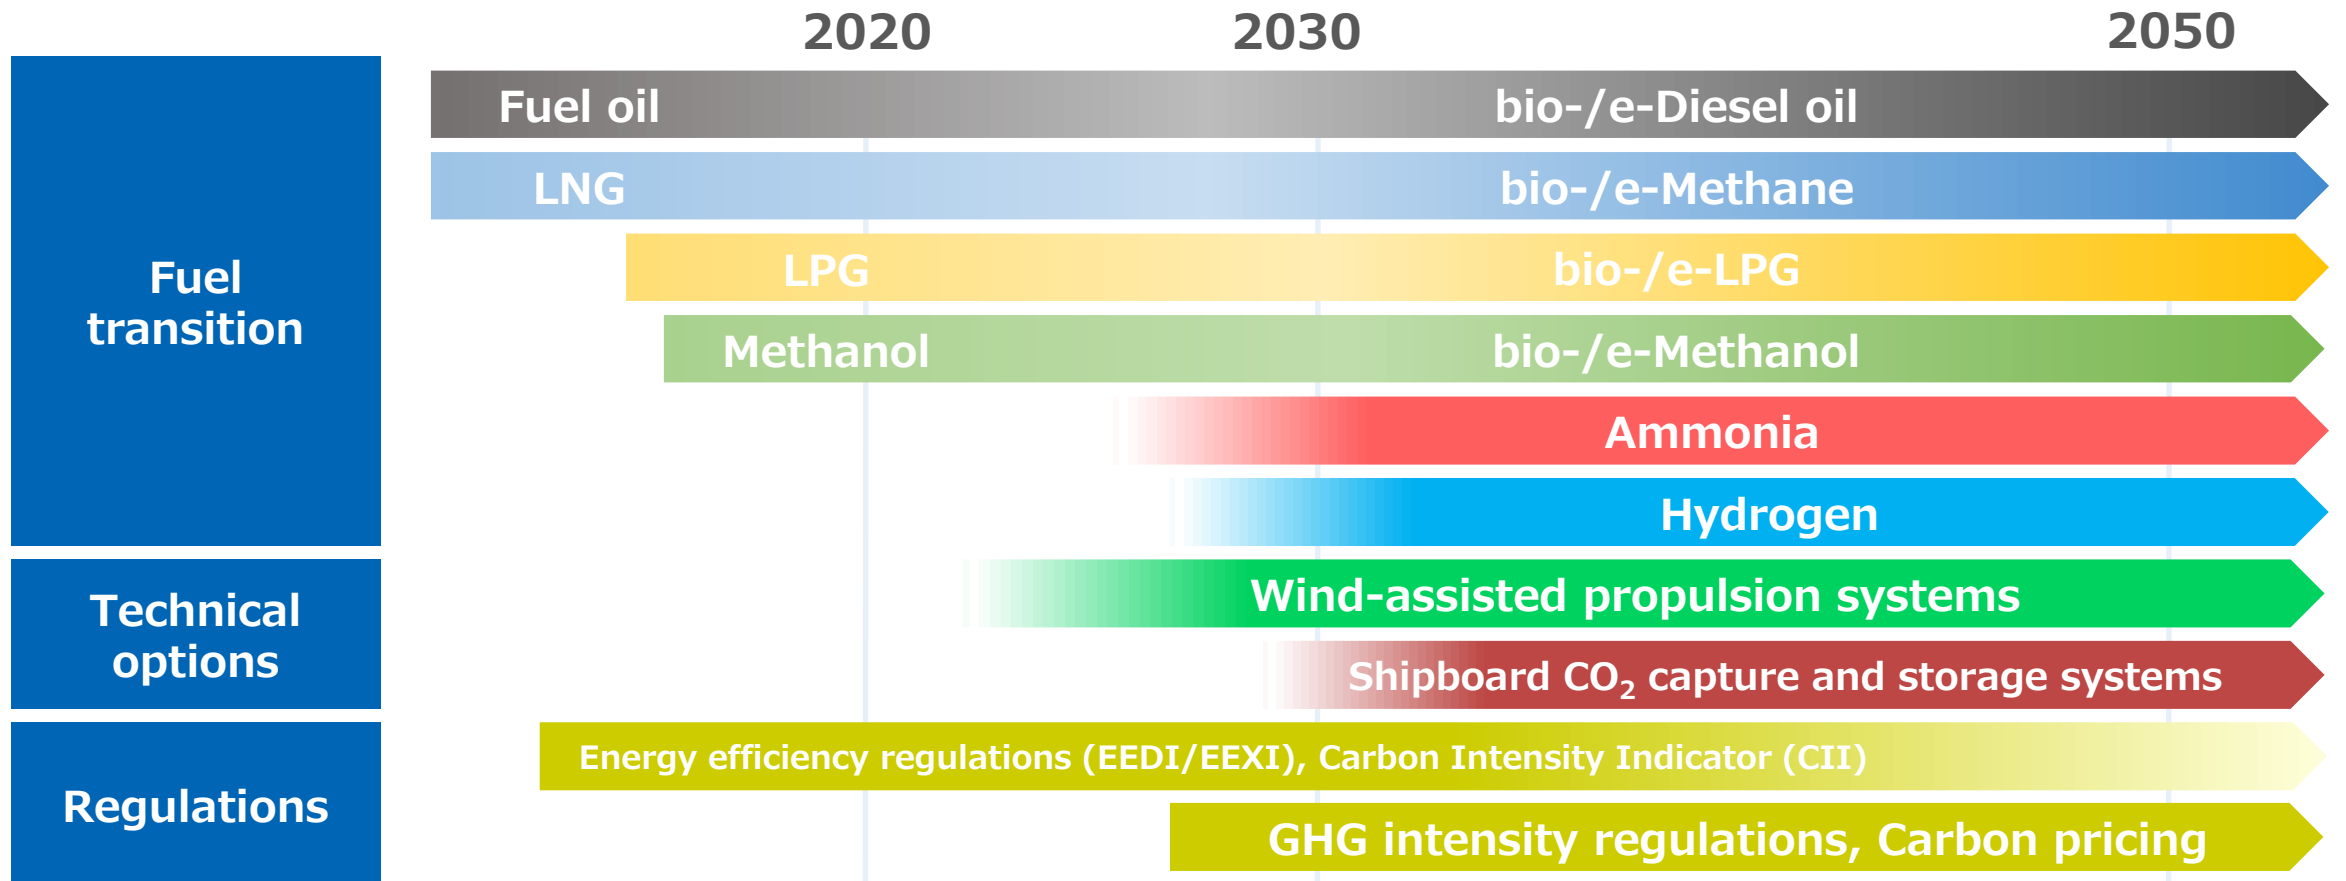 2020 2030 2050
Fuel
transition
Fuel oil bio-/e-Diesel oil
LNG bio-/e-Methane
LPG bio-/e-LPG
Methanol bio-/e-Methanol
Ammonia
Hydrogen
Technical
options
Wind-assisted propulsion systems
Shipboard CO₂ capture and storage systems
Regulations
Energy efficiency regulations (EEDI/EEXI), Carbon Intensity Indicator (CII)
GHG intensity regulations, Carbon pricing